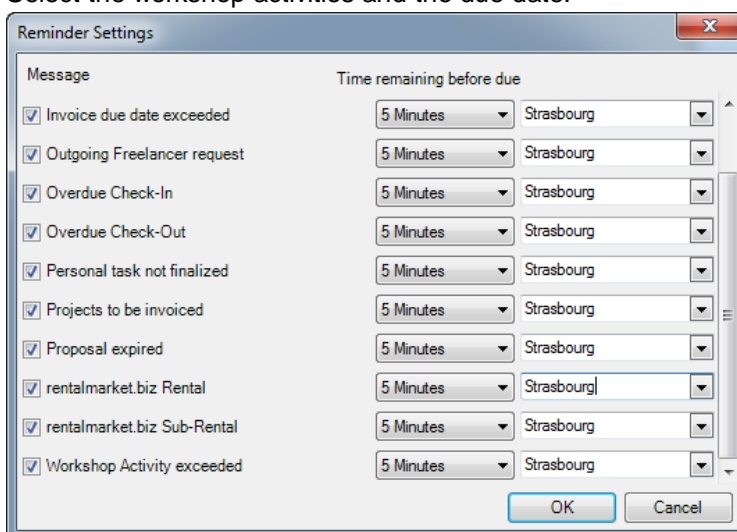 Select the workshop activities and the due date.
Reminder Settings
Message Time remaining before due
Invoice due date exceeded 5 Minutes Strasbourg
Outgoing Freelancer request 5 Minutes Strasbourg
Overdue Check-In 5 Minutes Strasbourg
Overdue Check-Out 5 Minutes Strasbourg
Personal task not finalized 5 Minutes Strasbourg
Projects to be invoiced 5 Minutes Strasbourg
Proposal expired 5 Minutes Strasbourg
rentalmarket.biz Rental 5 Minutes Strasbourg
rentalmarket.biz Sub-Rental 5 Minutes Strasbourg
Workshop Activity exceeded 5 Minutes Strasbourg
OK Cancel